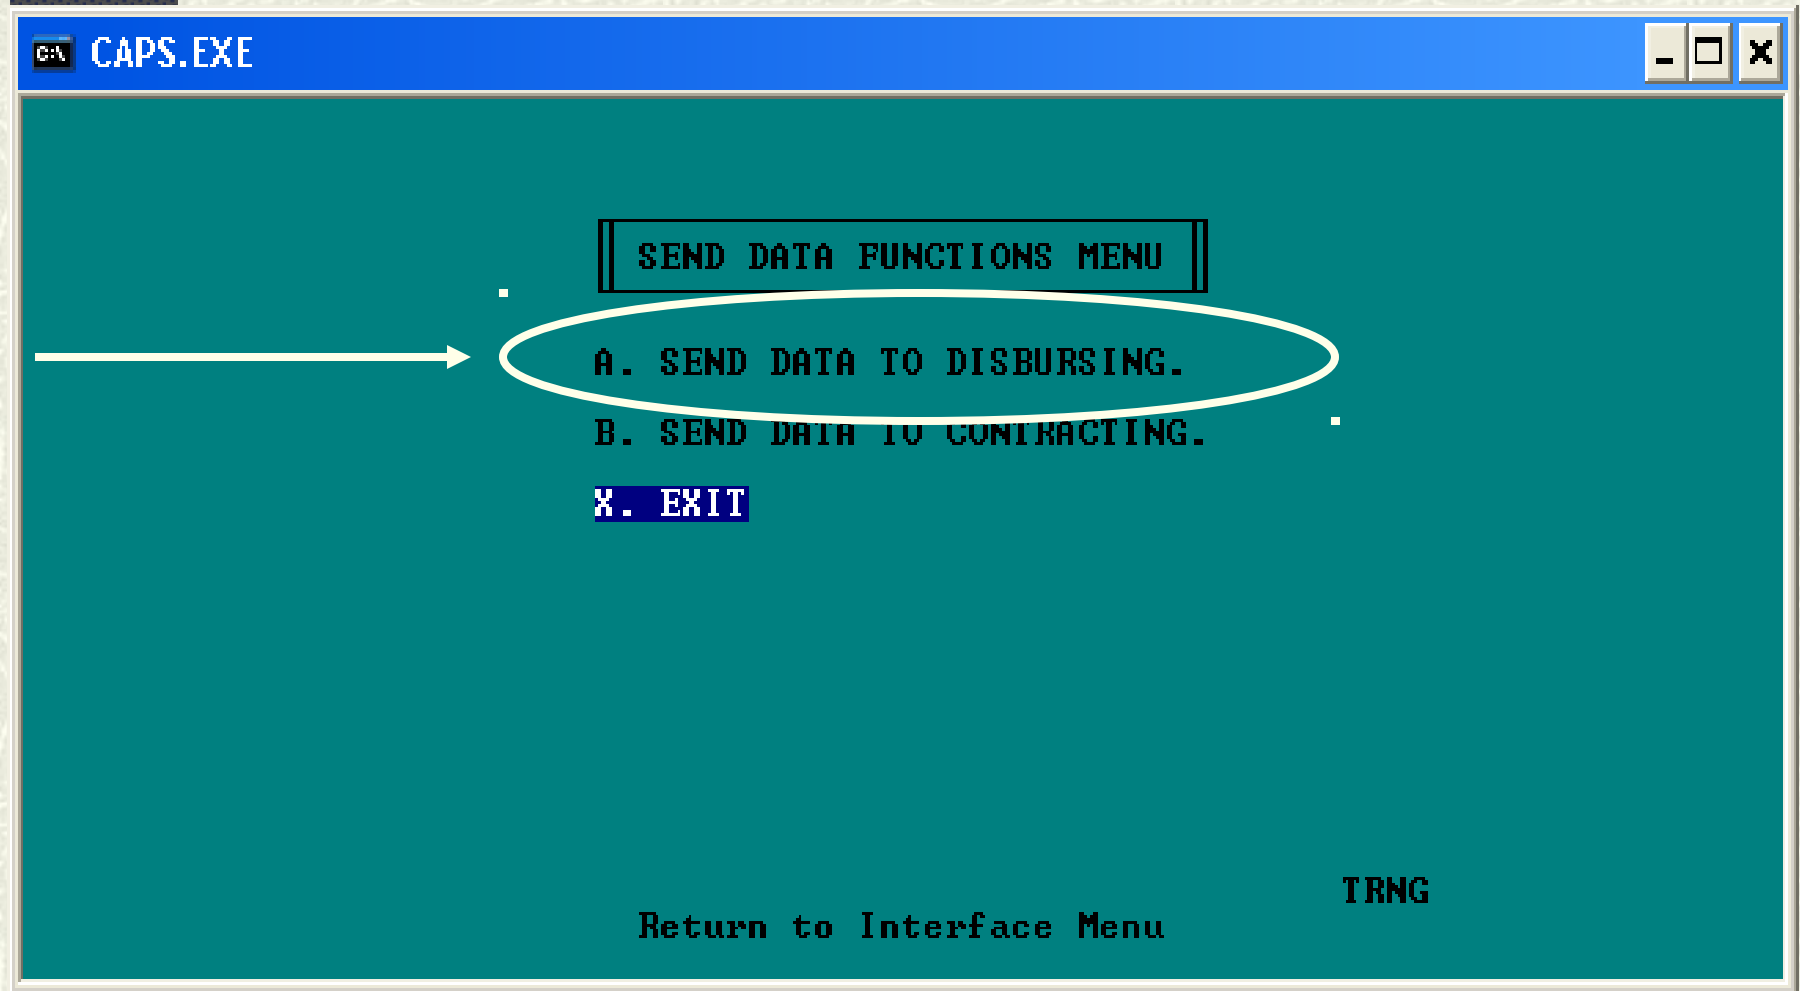 C:\ CAPS.EXE
SEND DATA FUNCTIONS MENU
A. SEND DATA TO DISBURSING.
B. SEND DATA TO CONTRACTING.
X. EXIT
TRNG
Return to Interface Menu